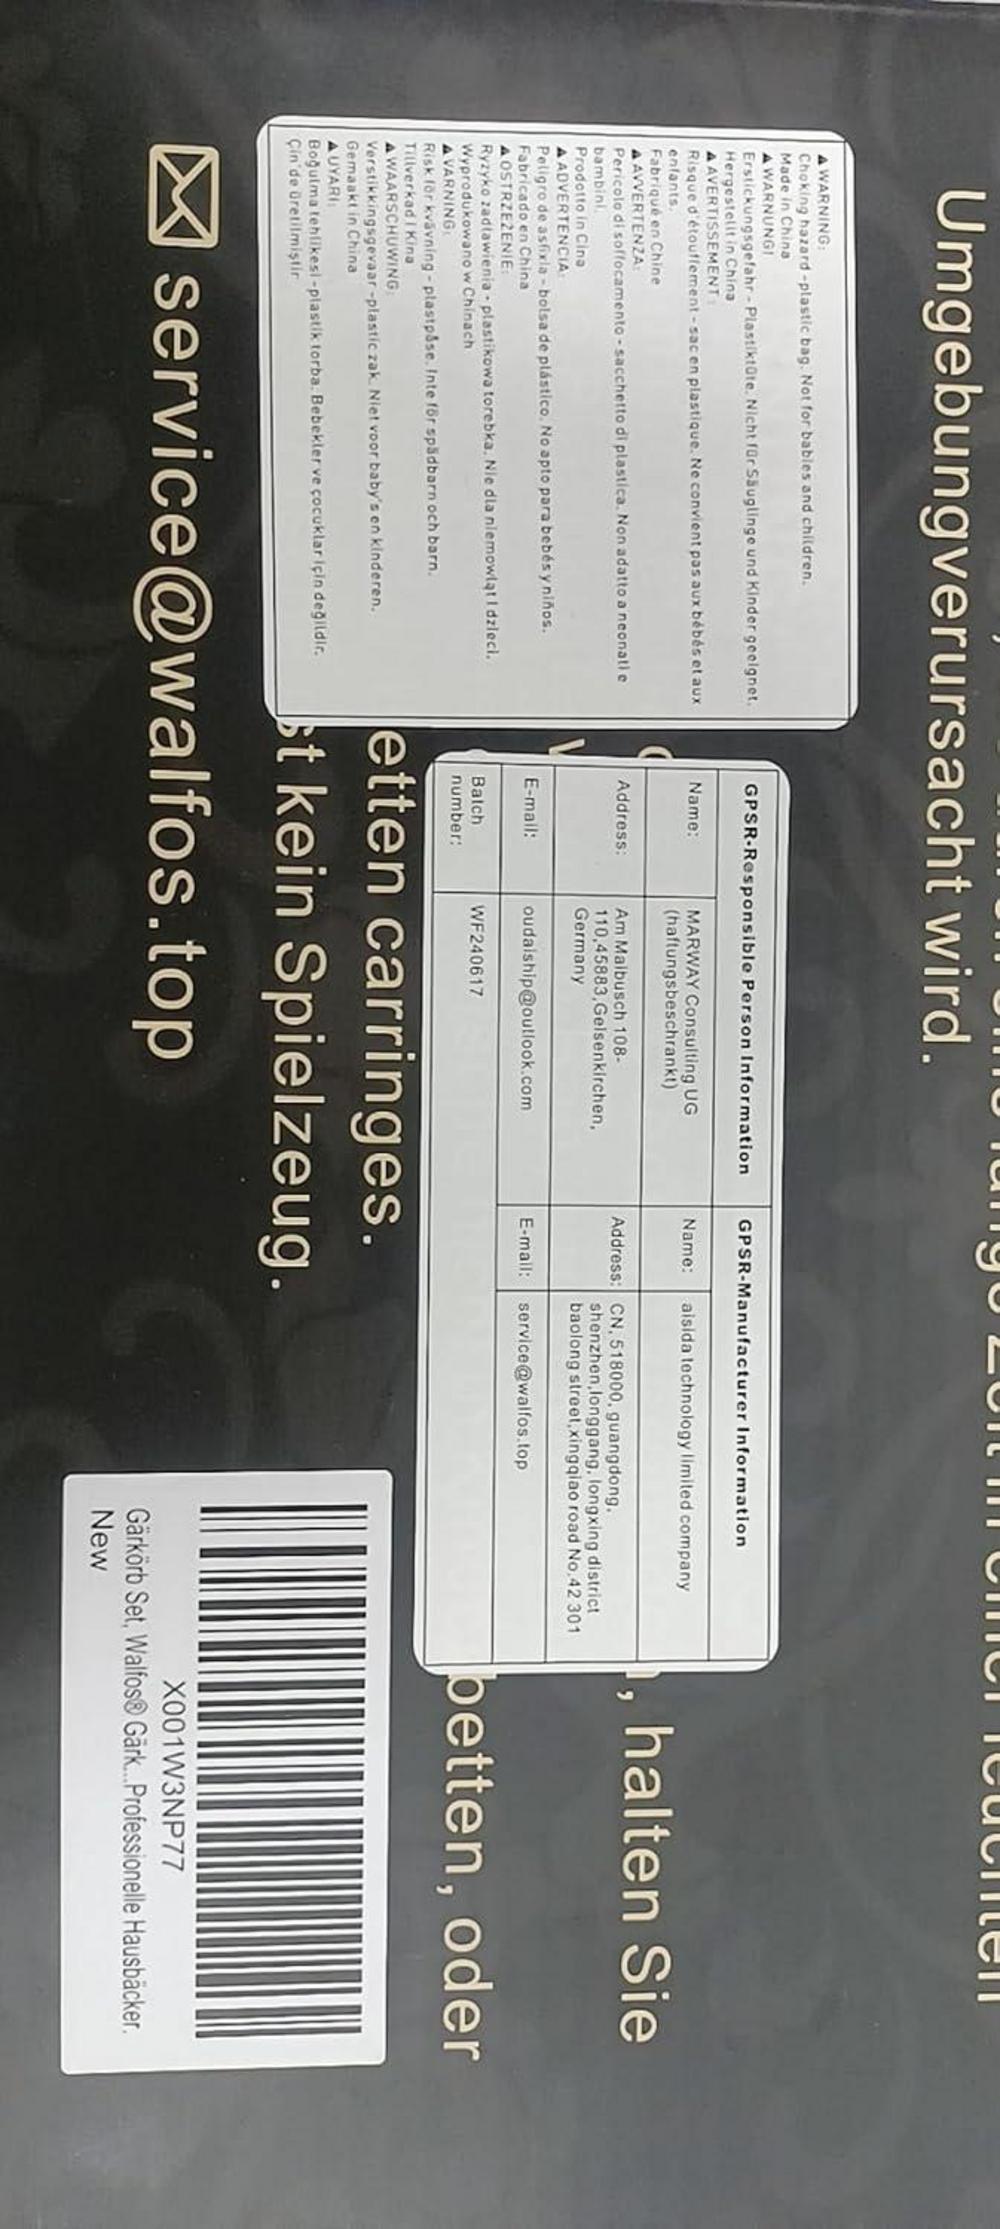 Umgebungverursacht wird.
, halten Sie
betten, oder
etten carringes.
st kein Spielzeug.
service@walfos.top
▲WARNING:
Choking hazard -plastic bag. Not for babies and children.
Made in China
▲WARNUNG!
Erstickungsgefahr - Plastiktüte. Nicht für Säuglinge und Kinder geeignet.
Hergestellt in China
▲AVERTISSEMENT :
Risque d'étouffement - sac en plastique. Ne convient pas aux bébés et aux
enfants.
Fabriqué en Chine
▲AVVERTENZA:
Pericolo di soffocamento - sacchetto di plastica. Non adatto a neonati e
bambini.
Prodotto in Cina
▲ADVERTENCIA:
Peligro de asfixia - bolsa de plástico. No apto para bebés y niños.
Fabricado en China
▲OSTRZEŻENIE:
Ryzyko zadławienia - plastikowa torebka. Nie dla niemowląt I dzieci.
Wyprodukowano w Chinach
▲VARNING:
Risk för kvävning - plastpåse. Inte för spädbarn och barn.
Tillverkad i Kina
▲WAARSCHUWING:
Verstikkingsgevaar -plastic zak. Niet voor baby's en kinderen.
Gemaakt in China
▲UYARI:
Boğulma tehlikesi -plastik torba. Bebekler ve çocuklar için değildir.
Çin'de üretilmiştir.
GPSR-Responsible Person Information
GPSR-Manufacturer Information
Name:
MARWAY Consulting UG
(haftungsbeschrankt)
Name:
aisida technology limited company
Address:
Am Maibusch 108-
110,45883,Gelsenkirchen,
Germany
Address:
CN, 518000, guangdong,
shenzhen,longgang, longxing district
baolong street,xingqiao road No.42 301
E-mail:
oudaiship@outlook.com
E-mail:
service@walfos.top
Batch
number:
WF240617
X001W3NP77
Gärkörb Set, Walfos® Gärk...Professionelle Hausbäcker.
New